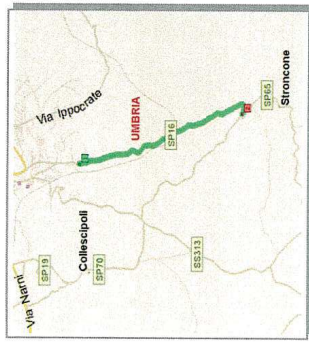 Via Narni
SP19
Collescipoli
SP70
Via Ippocrate
UMBRIA
SP16
SS313
SP65
Stroncone